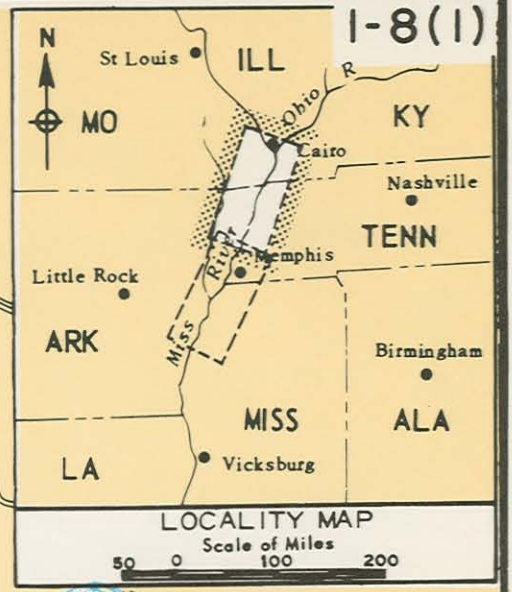 1-8(1)
N
St Louis
ILL
Ohio R
MO
KY
Cairo
Nashville
TENN
Memphis
Miss River
Little Rock
ARK
Birmingham
MISS
ALA
LA
Vicksburg
LOCALITY MAP
Scale of Miles
50 0 100 200